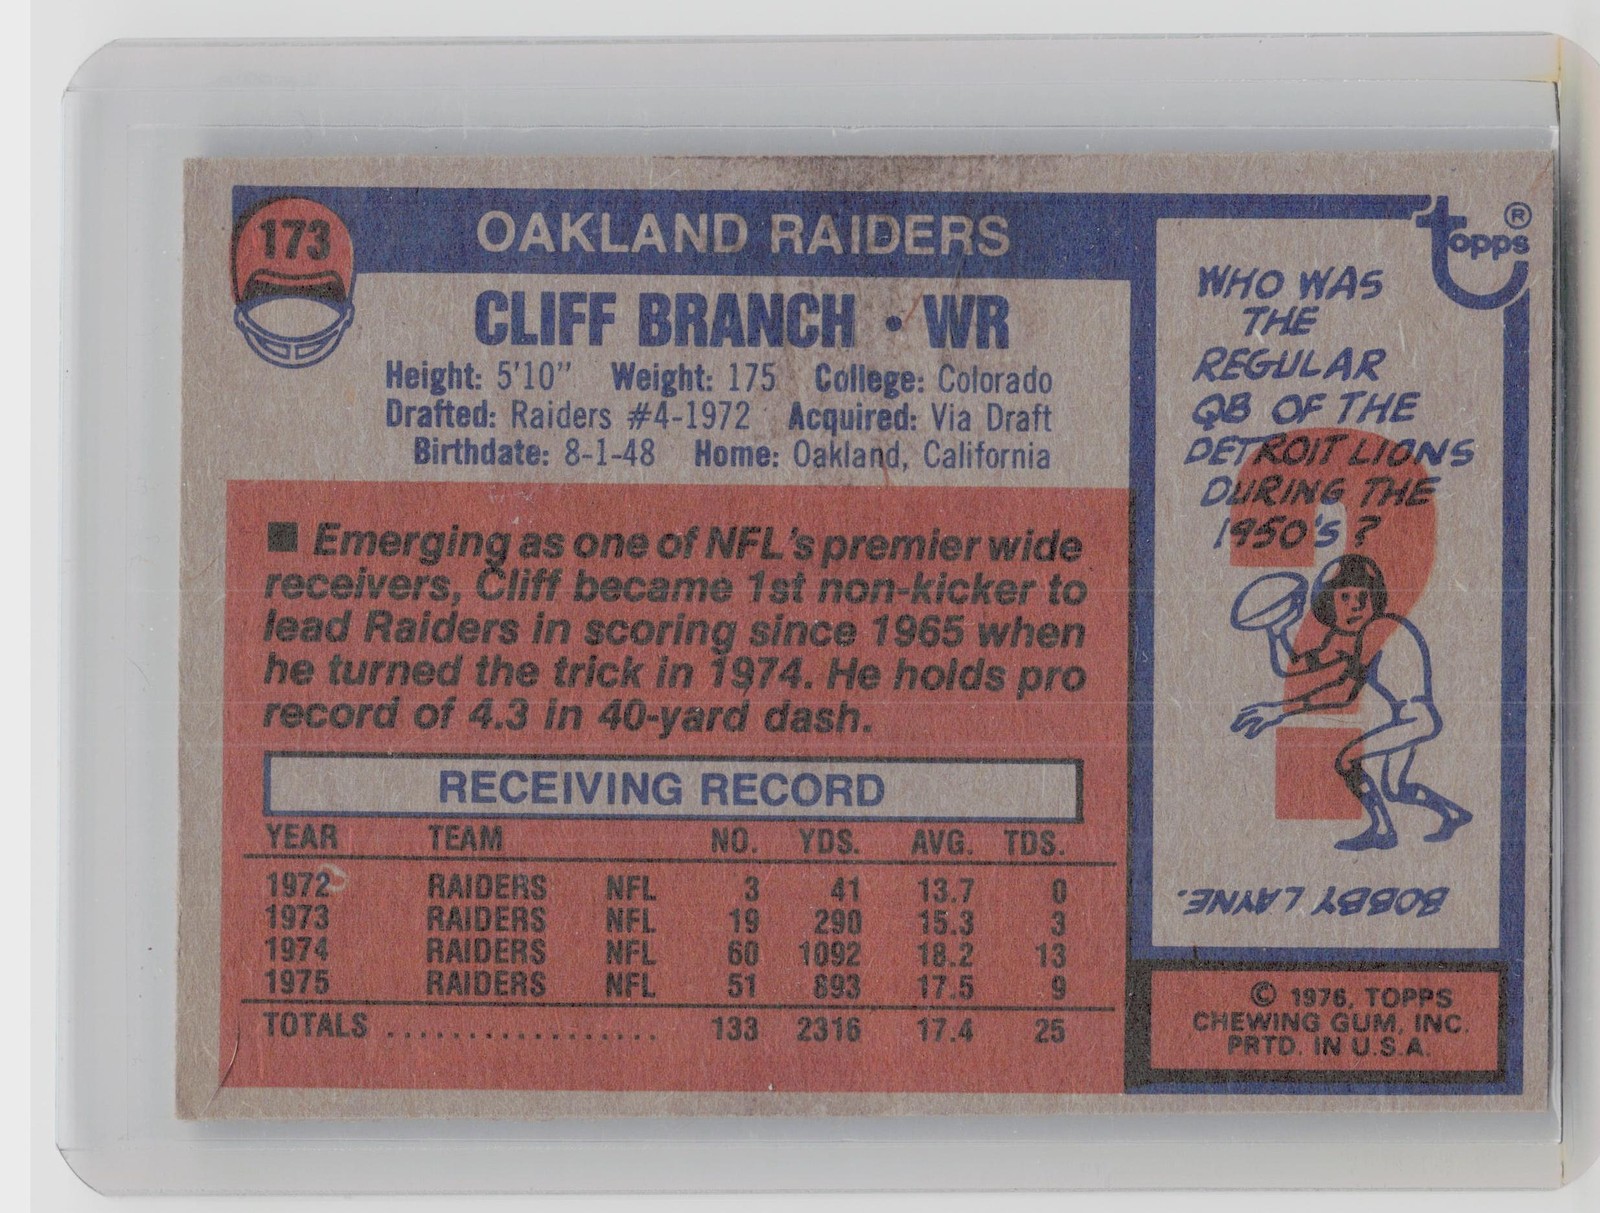 173
OAKLAND RAIDERS
CLIFF BRANCH • WR
Height: 5'10" Weight: 175 College: Colorado
Drafted: Raiders #4-1972 Acquired: Via Draft
Birthdate: 8-1-48 Home: Oakland, California
■ Emerging as one of NFL's premier wide
receivers, Cliff became 1st non-kicker to
lead Raiders in scoring since 1965 when
he turned the trick in 1974. He holds pro
record of 4.3 in 40-yard dash.
RECEIVING RECORD
YEAR TEAM NO. YDS. AVG. TDS.
1972 RAIDERS NFL 3 41 13.7 0
1973 RAIDERS NFL 19 290 15.3 3
1974 RAIDERS NFL 60 1092 18.2 13
1975 RAIDERS NFL 51 893 17.5 9
TOTALS .................. 133 2316 17.4 25
topps ®
WHO WAS
THE
REGULAR
QB OF THE
DETROIT LIONS
DURING THE
1950'S?
BOBBY LAYNE.
© 1976, TOPPS
CHEWING GUM, INC.
PRTD. IN U.S.A.